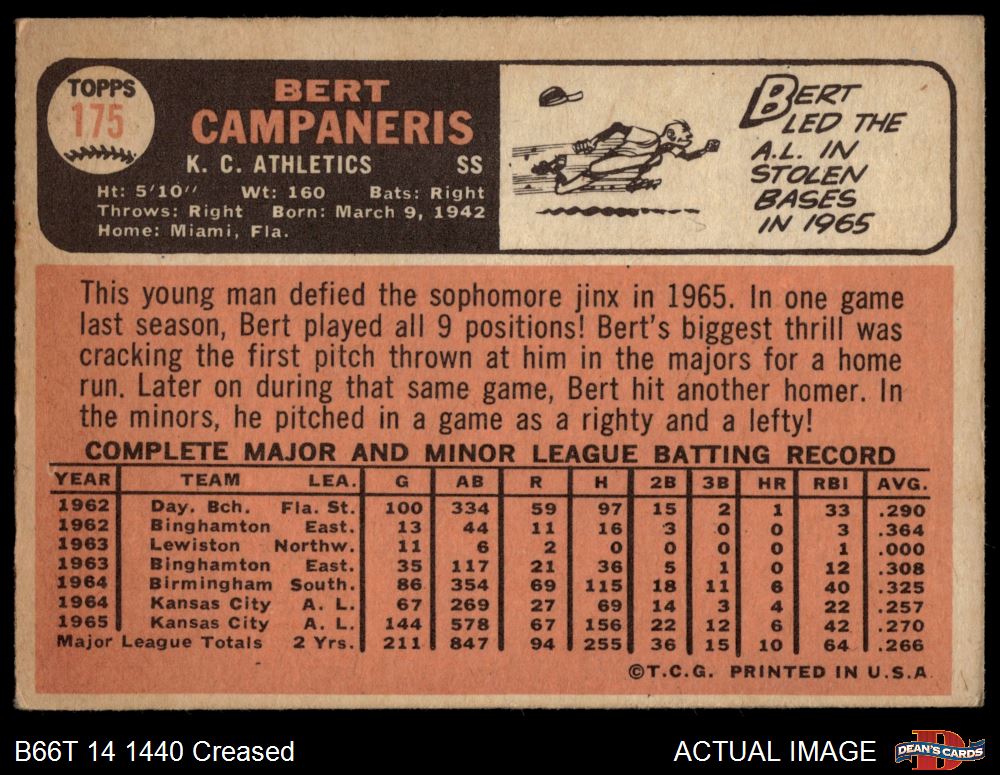 TOPPS
175
BERT
CAMPANERIS
K. C. ATHLETICS SS
Ht: 5'10'' Wt: 160 Bats: Right
Throws: Right Born: March 9, 1942
Home: Miami, Fla.
BERT
LED THE
A.L. IN
STOLEN
BASES
IN 1965
This young man defied the sophomore jinx in 1965. In one game
last season, Bert played all 9 positions! Bert's biggest thrill was
cracking the first pitch thrown at him in the majors for a home
run. Later on during that same game, Bert hit another homer. In
the minors, he pitched in a game as a righty and a lefty!
COMPLETE MAJOR AND MINOR LEAGUE BATTING RECORD
YEAR TEAM LEA. G AB R H 2B 3B HR RBI AVG.
1962 Day. Bch. Fla. St. 100 334 59 97 15 2 1 33 .290
1962 Binghamton East. 13 44 11 16 3 0 0 3 .364
1963 Lewiston Northw. 11 6 2 0 0 0 0 1 .000
1963 Binghamton East. 35 117 21 36 5 1 0 12 .308
1964 Birmingham South. 86 354 69 115 18 11 6 40 .325
1964 Kansas City A. L. 67 269 27 69 14 3 4 22 .257
1965 Kansas City A. L. 144 578 67 156 22 12 6 42 .270
Major League Totals 2 Yrs. 211 847 94 255 36 15 10 64 .266
©T.C.G. PRINTED IN U.S.A.
B66T 14 1440 Creased
ACTUAL IMAGE
D
DEAN'S CARDS